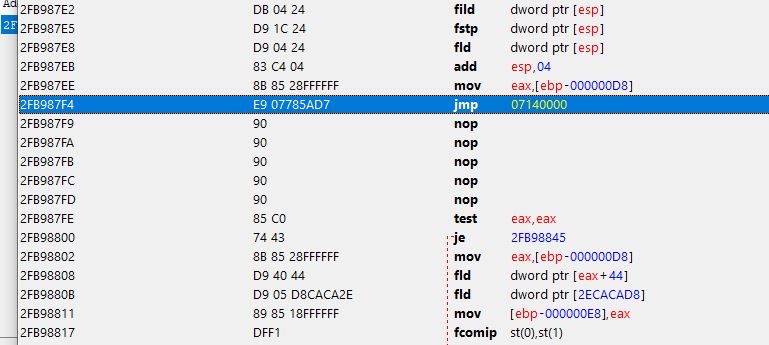 2FB987E2 DB 04 24 fild dword ptr [esp]
2FB987E5 D9 1C 24 fstp dword ptr [esp]
2FB987E8 D9 04 24 fld dword ptr [esp]
2FB987EB 83 C4 04 add esp,04
2FB987EE 8B 85 28FFFFFF mov eax,[ebp-000000D8]
2FB987F4 E9 07785AD7 jmp 07140000
2FB987F9 90 nop
2FB987FA 90 nop
2FB987FB 90 nop
2FB987FC 90 nop
2FB987FD 90 nop
2FB987FE 85 C0 test eax,eax
2FB98800 74 43 je 2FB98845
2FB98802 8B 85 28FFFFFF mov eax,[ebp-000000D8]
2FB98808 D9 40 44 fld dword ptr [eax+44]
2FB9880B D9 05 D8CACA2E fld dword ptr [2ECACAD8]
2FB98811 89 85 18FFFFFF mov [ebp-000000E8],eax
2FB98817 DFF1 fcomip st(0),st(1)